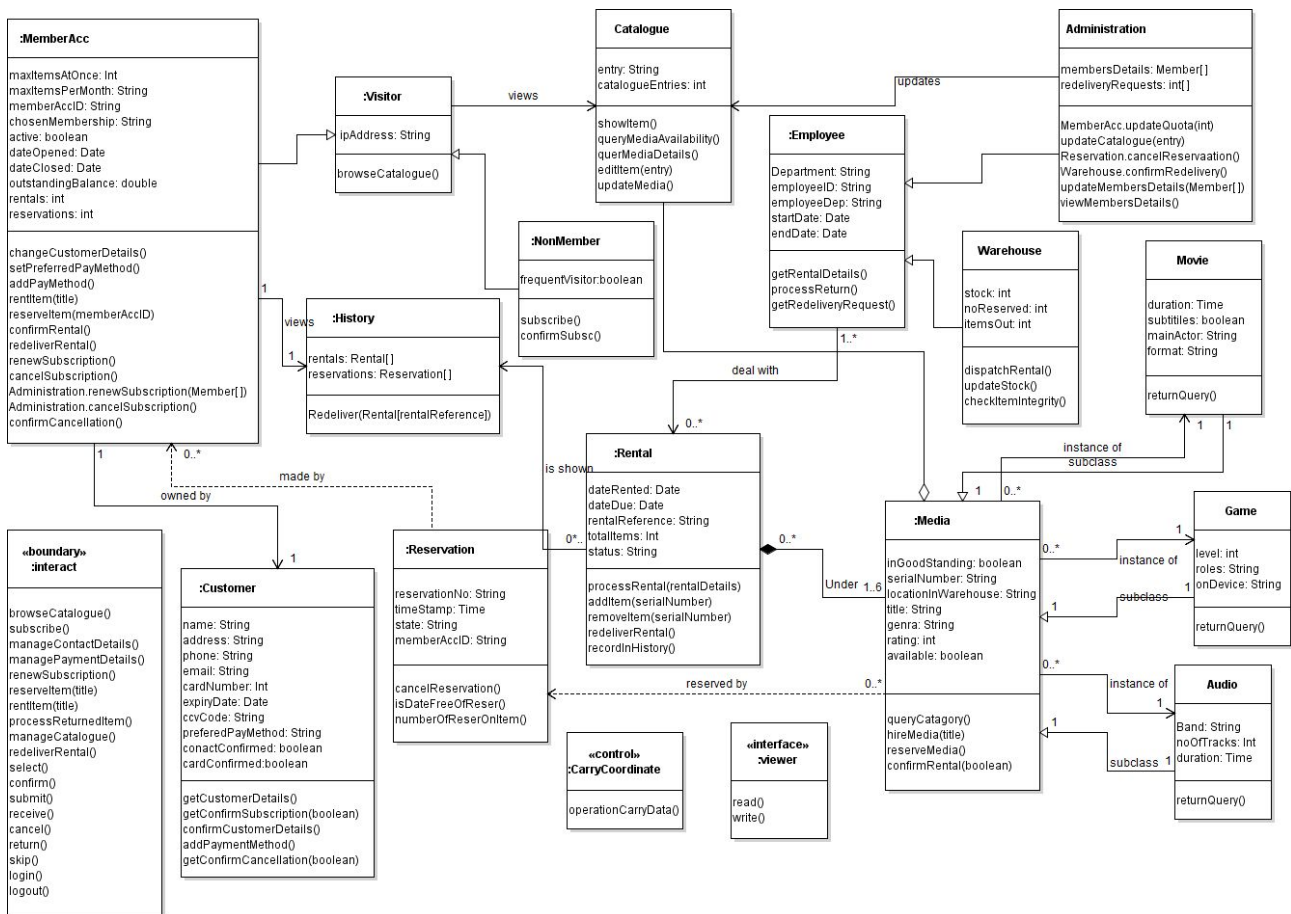 :MemberAcc
maxItemsAtOnce: Int
maxItemsPerMonth: String
memberAccID: String
chosenMembership: String
active: boolean
dateOpened: Date
dateClosed: Date
outstandingBalance: double
rentals: int
reservations: int
changeCustomerDetails()
setPreferredPayMethod()
addPayMethod()
rentItem(title)
reserveItem(memberAccID)
confirmRental()
redeliverRental()
renewSubscription()
cancelSubscription()
Administration.renewSubscription(Member[])
Administration.cancelSubscription()
confirmCancellation()
:Visitor
ipAddress: String
browseCatalogue()
views
Catalogue
entry: String
catalogueEntries: int
showItem()
queryMediaAvailability()
querMediaDetails()
editItem(entry)
updateMedia()
updates
Administration
membersDetails: Member[]
redeliveryRequests: int[]
MemberAcc.updateQuota(int)
updateCatalogue(entry)
Reservation.cancelReservaation()
Warehouse.confirmRedelivery()
updateMembersDetails(Member[])
viewMembersDetails()
:Employee
Department: String
employeeID: String
employeeDep: String
startDate: Date
endDate: Date
getRentalDetails()
processReturn()
getRedeliveryRequest()
:NonMember
frequentVisitor:boolean
subscribe()
confirmSubsc()
Warehouse
stock: int
noReserved: int
itemsOut: int
dispatchRental()
updateStock()
checkItemIntegrity()
Movie
duration: Time
subtitiles: boolean
mainActor: String
format: String
returnQuery()
1
views
1
:History
rentals: Rental[]
reservations: Reservation[]
Redeliver(Rental[rentalReference])
1..*
deal with
0..*
1
1
instance of
subclass
1
0..*
1
owned by
1
0..*
made by
is shown
0*..
:Rental
dateRented: Date
dateDue: Date
rentalReference: String
totalItems: Int
status: String
processRental(rentalDetails)
addItem(serialNumber)
removeItem(serialNumber)
redeliverRental()
recordInHistory()
0..*
Under
1..6
:Media
inGoodStanding: boolean
serialNumber: String
locationInWarehouse: String
title: String
genra: String
rating: int
available: boolean
queryCatagory()
hireMedia(title)
reserveMedia()
confirmRental(boolean)
0..*
1
instance of
1
subclass
1
Game
level: int
roles: String
onDevice: String
returnQuery()
0..*
instance of
1
1
subclass
1
Audio
Band: String
noOfTracks: Int
duration: Time
returnQuery()
«boundary»
:interact
browseCatalogue()
subscribe()
manageContactDetails()
managePaymentDetails()
renewSubscription()
reserveItem(title)
rentItem(title)
processReturnedItem()
manageCatalogue()
redeliverRental()
select()
confirm()
submit()
receive()
cancel()
return()
skip()
login()
logout()
:Customer
name: String
address: String
phone: String
email: String
cardNumber: Int
expiryDate: Date
ccvCode: String
preferedPayMethod: String
conactConfirmed: boolean
cardConfirmed:boolean
getCustomerDetails()
getConfirmSubscription(boolean)
confirmCustomerDetails()
addPaymentMethod()
getConfirmCancellation(boolean)
:Reservation
reservationNo: String
timeStamp: Time
state: String
memberAccID: String
cancelReservation()
isDateFreeOfReser()
numberOfReserOnItem()
reserved by
0..*
«control»
:CarryCoordinate
operationCarryData()
«interface»
:viewer
read()
write()